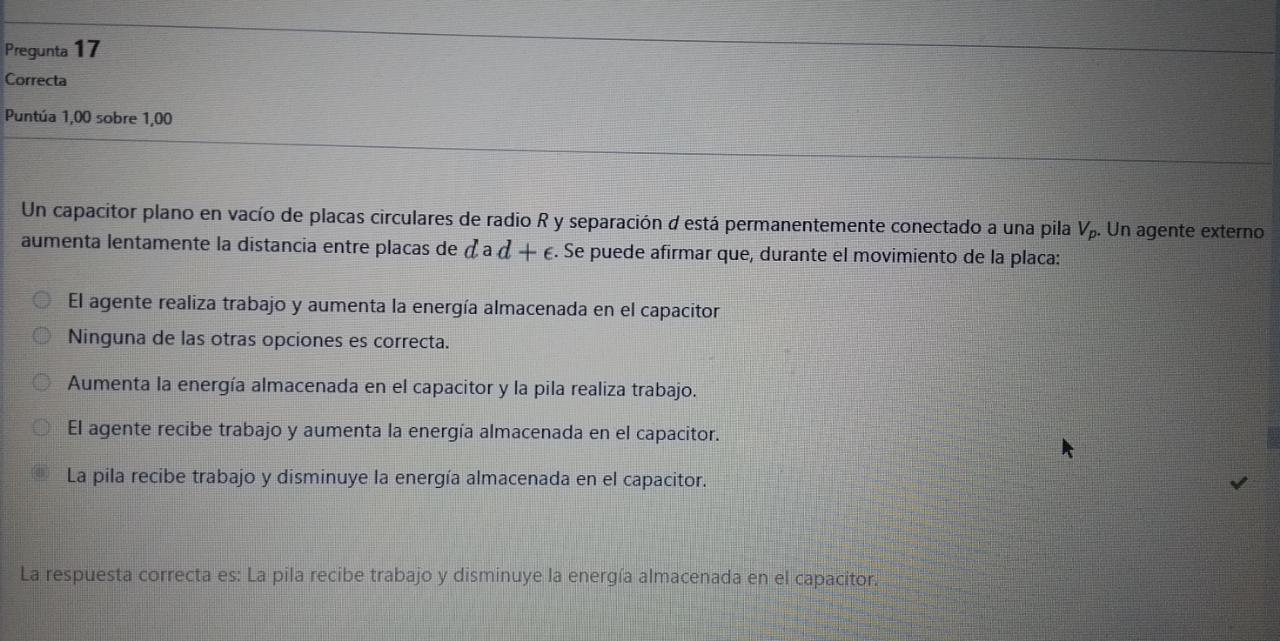 Pregunta 17
Correcta
Puntúa 1,00 sobre 1,00
Un capacitor plano en vacío de placas circulares de radio R y separación d está permanentemente conectado a una pila Vₚ. Un agente externo
aumenta lentamente la distancia entre placas de d a d + ϵ. Se puede afirmar que, durante el movimiento de la placa:
El agente realiza trabajo y aumenta la energía almacenada en el capacitor
Ninguna de las otras opciones es correcta.
Aumenta la energía almacenada en el capacitor y la pila realiza trabajo.
El agente recibe trabajo y aumenta la energía almacenada en el capacitor.
La pila recibe trabajo y disminuye la energía almacenada en el capacitor.
La respuesta correcta es: La pila recibe trabajo y disminuye la energía almacenada en el capacitor.